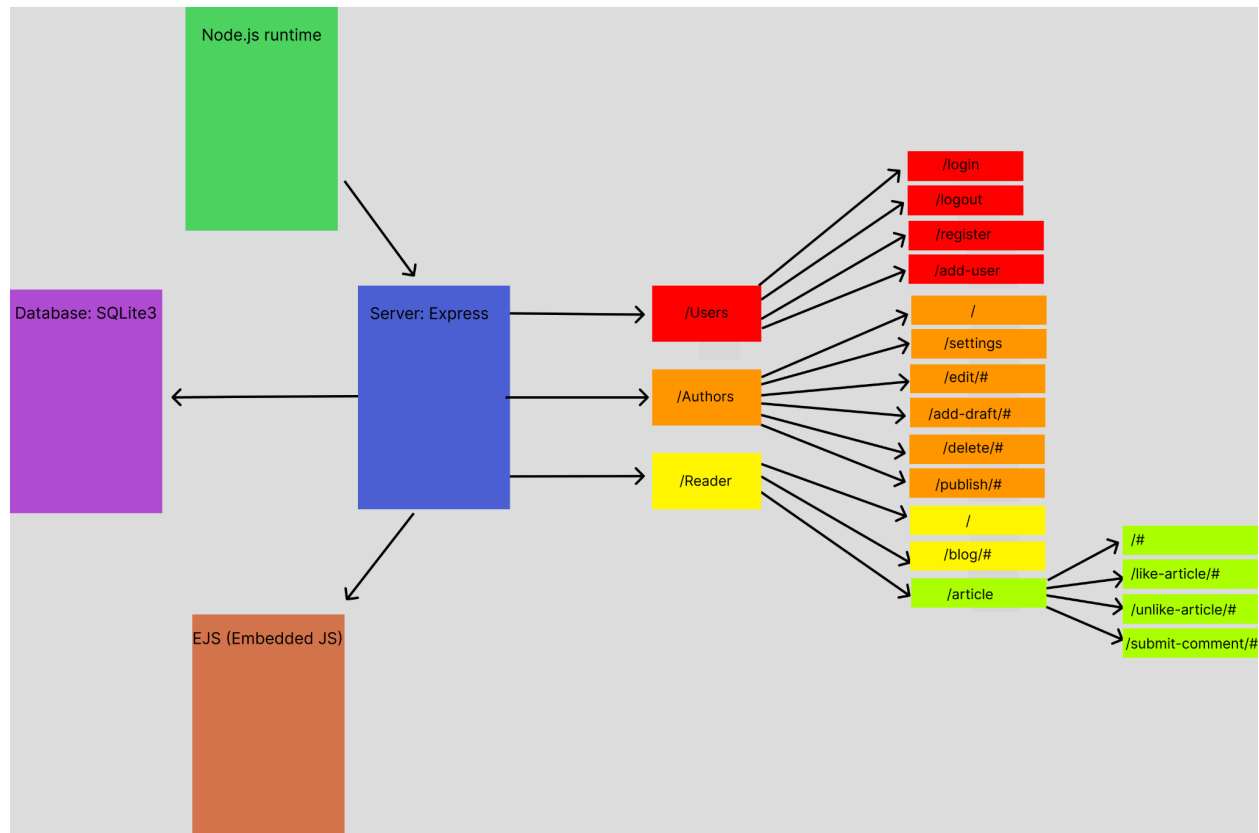 Node.js runtime
Database: SQLite3
Server: Express
EJS (Embedded JS)
/Users
/Authors
/Reader
/login
/logout
/register
/add-user
/
/settings
/edit/#
/add-draft/#
/delete/#
/publish/#
/
/blog/#
/article
/#
/like-article/#
/unlike-article/#
/submit-comment/#